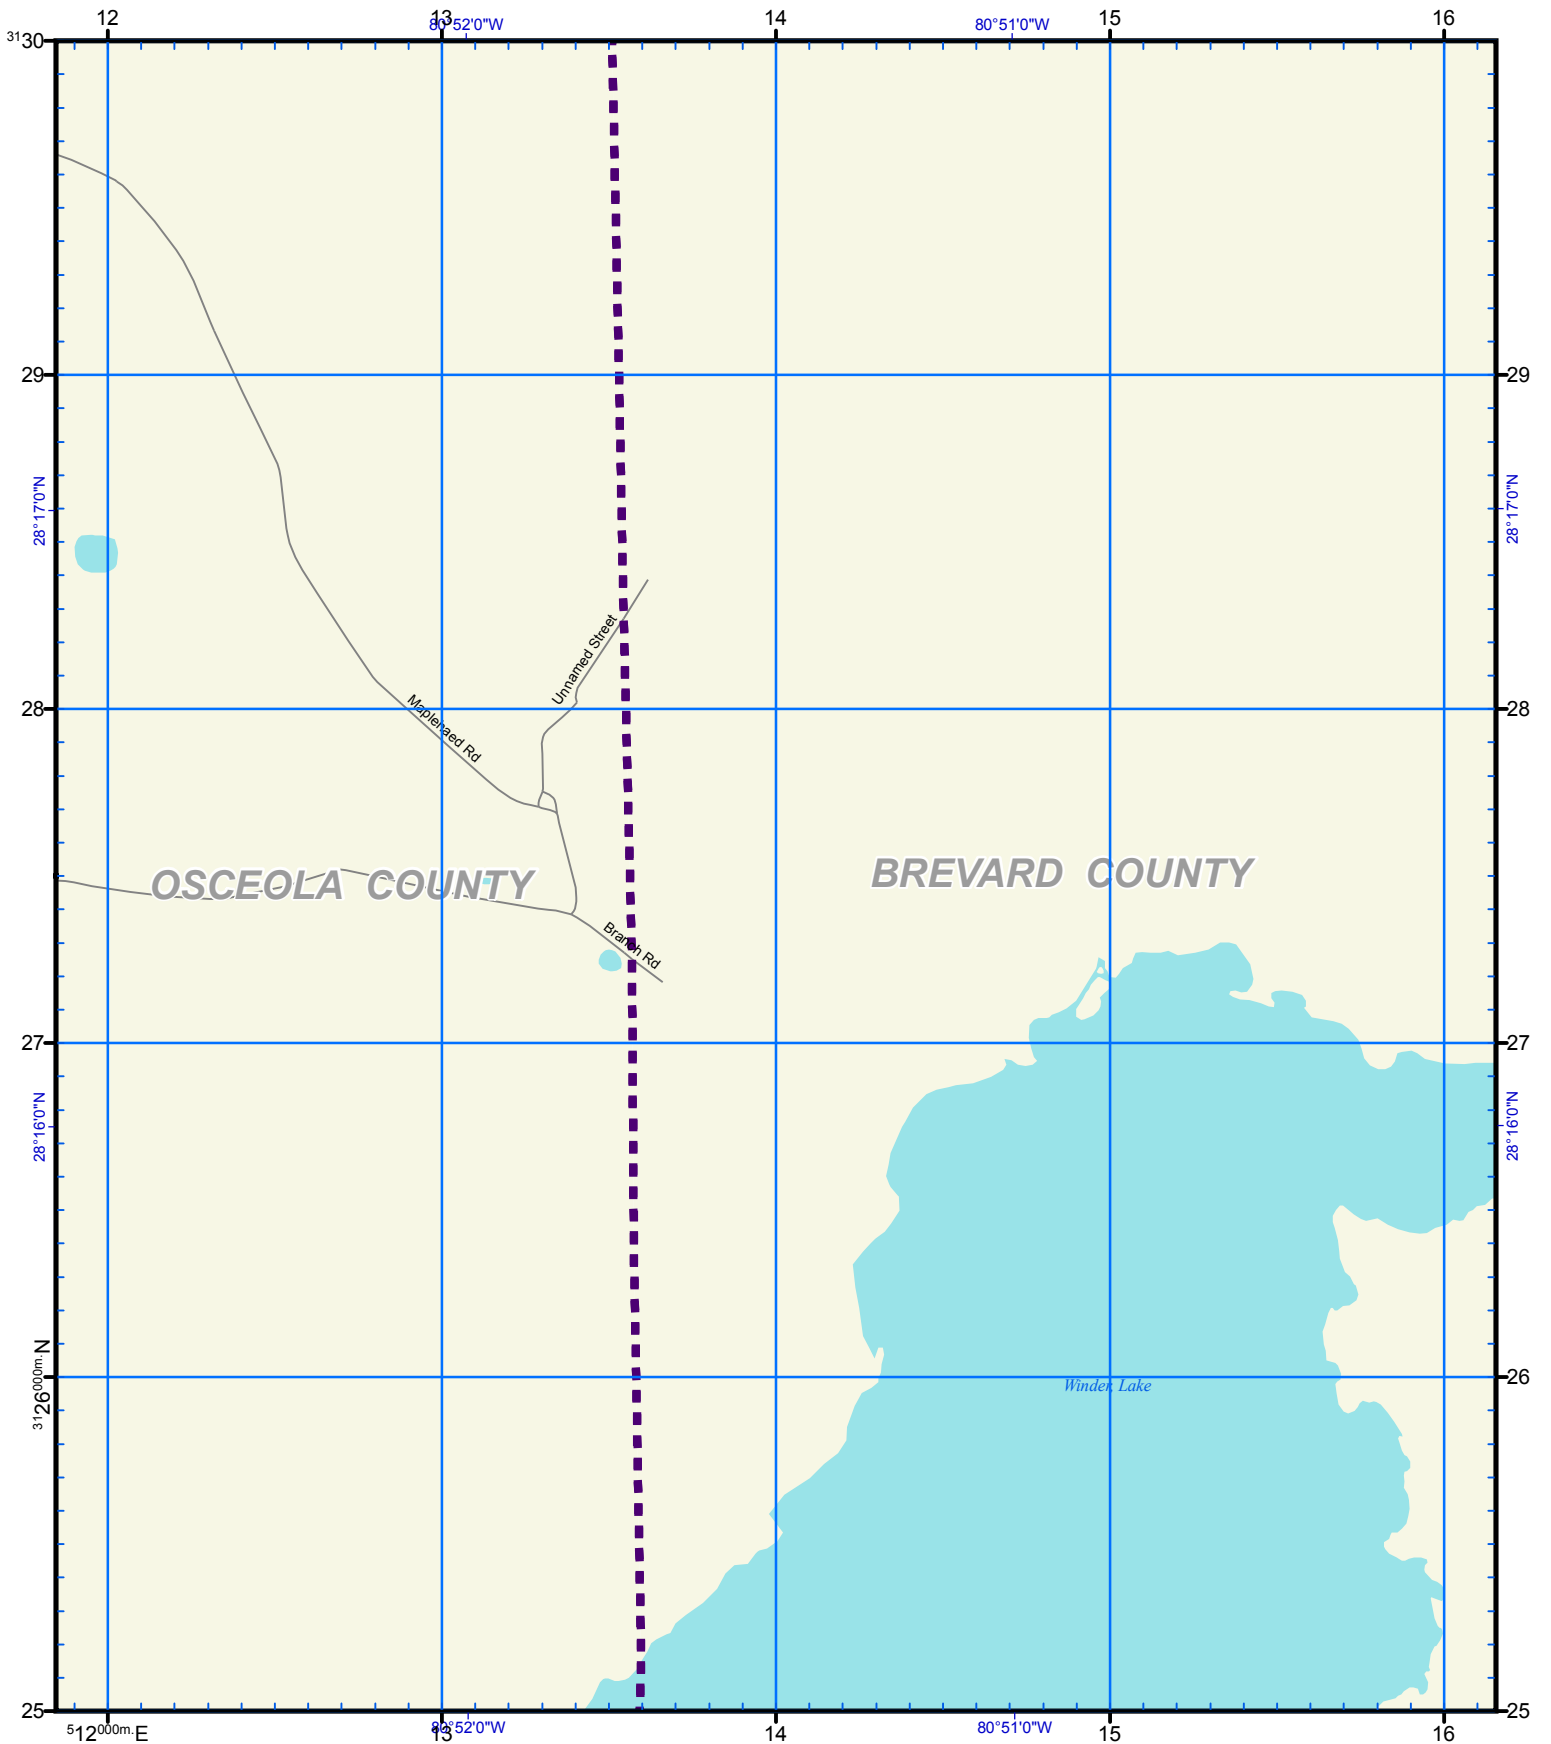 12 13 14 15 16
80°52'0"W 80°51'0"W
3130
29 29
28°17'0"N 28°17'0"N
Unnamed Street
28 28
Maplenaed Rd
OSCEOLA COUNTY BREVARD COUNTY
Branch Rd
27 27
28°16'0"N 28°16'0"N
3126000m.N 26
Winder, Lake
25 25
512000m.E 13 14 15 16
80°52'0"W 80°51'0"W